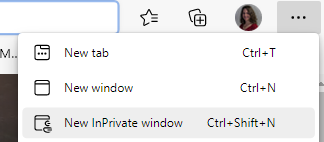 M...
New tab Ctrl+T
New window Ctrl+N
New InPrivate window Ctrl+Shift+N